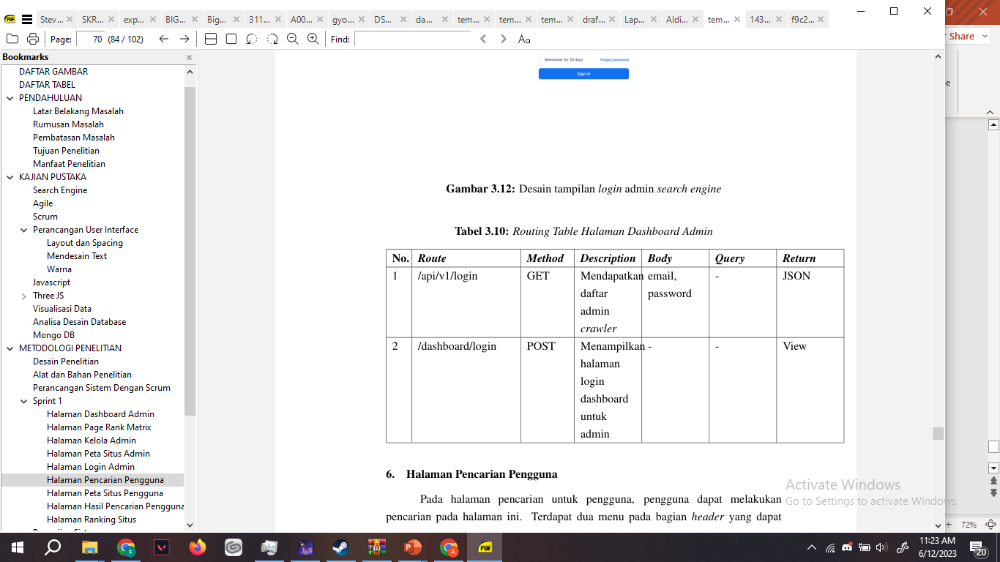 Stev...
SKR...
exp...
BIG...
Big...
311...
A00...
gyo...
DS...
da...
tem...
tem...
tem...
draf...
Lap...
Aldi...
tem...
143...
f9c2...
Share
Page: 70 (84 / 102)
Find:
Aa
Bookmarks
DAFTAR GAMBAR
DAFTAR TABEL
PENDAHULUAN
Latar Belakang Masalah
Rumusan Masalah
Pembatasan Masalah
Tujuan Penelitian
Manfaat Penelitian
KAJIAN PUSTAKA
Search Engine
Agile
Scrum
Perancangan User Interface
Layout dan Spacing
Mendesain Text
Warna
Javascript
Three JS
Visualisasi Data
Analisa Desain Database
Mongo DB
METODOLOGI PENELITIAN
Desain Penelitian
Alat dan Bahan Penelitian
Perancangan Sistem Dengan Scrum
Sprint 1
Halaman Dashboard Admin
Halaman Page Rank Matrix
Halaman Kelola Admin
Halaman Peta Situs Admin
Halaman Login Admin
Halaman Pencarian Pengguna
Halaman Peta Situs Pengguna
Halaman Hasil Pencarian Pengguna
Halaman Ranking Situs
Remember for 30 days Forgot password
Sign in
Gambar 3.12: Desain tampilan login admin search engine
Tabel 3.10: Routing Table Halaman Dashboard Admin
No. Route Method Description Body Query Return
1 /api/v1/login GET Mendapatkan email, - JSON
daftar password
admin
crawler
2 /dashboard/login POST Menampilkan - - View
halaman
login
dashboard
untuk
admin
6. Halaman Pencarian Pengguna
Pada halaman pencarian untuk pengguna, pengguna dapat melakukan
pencarian pada halaman ini. Terdapat dua menu pada bagian header yang dapat
Activate Windows
Go to Settings to activate Windows.
72%
11:23 AM
6/12/2023
20